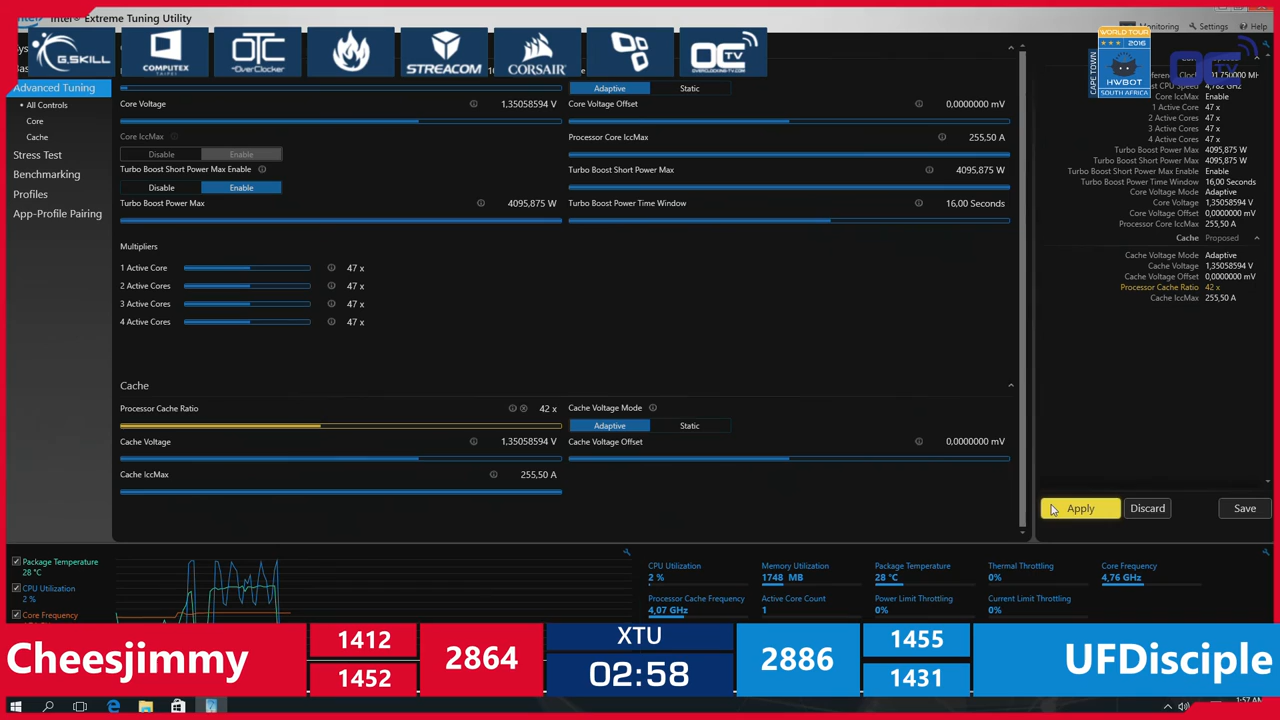 Intel® Extreme Tuning Utility
Monitoring
Settings
Help
G.SKILL
COMPUTEX
TAIPEI
OTC
THE OVERCLOCKER
STREACOM
CORSAIR
OC
OVERCLOCKING-TV.COM
WORLD TOUR
2016
CAPE TOWN
HWBOT
SOUTH AFRICA
Advanced Tuning
• All Controls
Core
Cache
Stress Test
Benchmarking
Profiles
App-Profile Pairing
Adaptive
Static
Core Voltage
1,35058594 V
Core Voltage Offset
0,0000000 mV
Core IccMax
Disable
Enable
Processor Core IccMax
255,50 A
Turbo Boost Short Power Max Enable
Disable
Enable
Turbo Boost Short Power Max
4095,875 W
Turbo Boost Power Max
4095,875 W
Turbo Boost Power Time Window
16,00 Seconds
Multipliers
1 Active Core
47 x
2 Active Cores
47 x
3 Active Cores
47 x
4 Active Cores
47 x
Cache
Processor Cache Ratio
42 x
Cache Voltage Mode
Adaptive
Static
Cache Voltage
1,35058594 V
Cache Voltage Offset
0,0000000 mV
Cache IccMax
255,50 A
Core IccMax Enable
1 Active Core 47 x
2 Active Cores 47 x
3 Active Cores 47 x
4 Active Cores 47 x
Turbo Boost Power Max 4095,875 W
Turbo Boost Short Power Max 4095,875 W
Turbo Boost Short Power Max Enable Enable
Turbo Boost Power Time Window 16,00 Seconds
Core Voltage Mode Adaptive
Core Voltage 1,35058594 V
Core Voltage Offset 0,0000000 mV
Processor Core IccMax 255,50 A
Cache Proposed
Cache Voltage Mode Adaptive
Cache Voltage 1,35058594 V
Cache Voltage Offset 0,0000000 mV
Processor Cache Ratio 42 x
Cache IccMax 255,50 A
Apply
Discard
Save
Package Temperature
28 °C
CPU Utilization
2 %
Core Frequency
CPU Utilization
2 %
Memory Utilization
1748 MB
Package Temperature
28 °C
Thermal Throttling
0%
Core Frequency
4,76 GHz
Processor Cache Frequency
4,07 GHz
Active Core Count
1
Power Limit Throttling
0%
Current Limit Throttling
0%
Cheesjimmy
1412
1452
2864
XTU
02:58
2886
1455
1431
UFDisciple